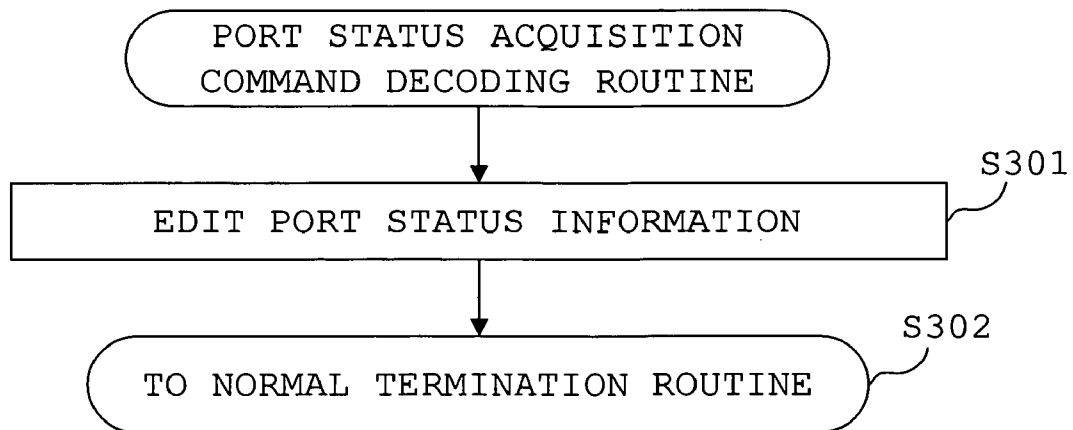 PORT STATUS ACQUISITION
COMMAND DECODING ROUTINE
S301
EDIT PORT STATUS INFORMATION
S302
TO NORMAL TERMINATION ROUTINE